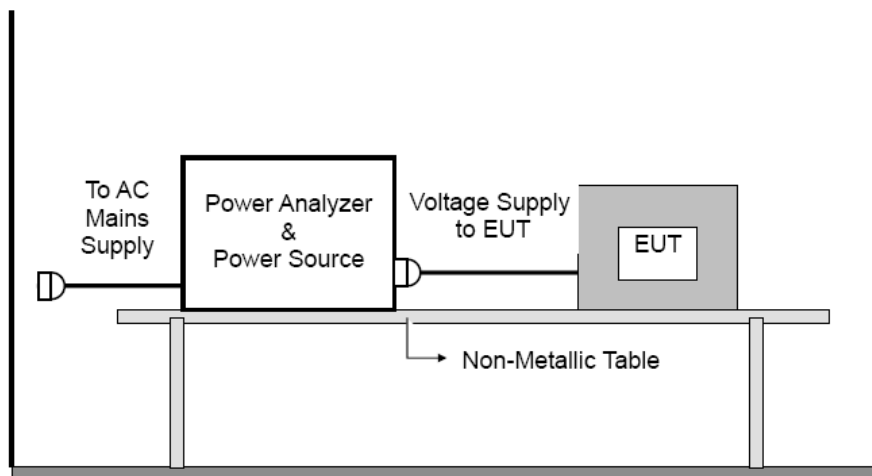 To AC
Mains
Supply
Power Analyzer
&
Power Source
Voltage Supply
to EUT
EUT
Non-Metallic Table